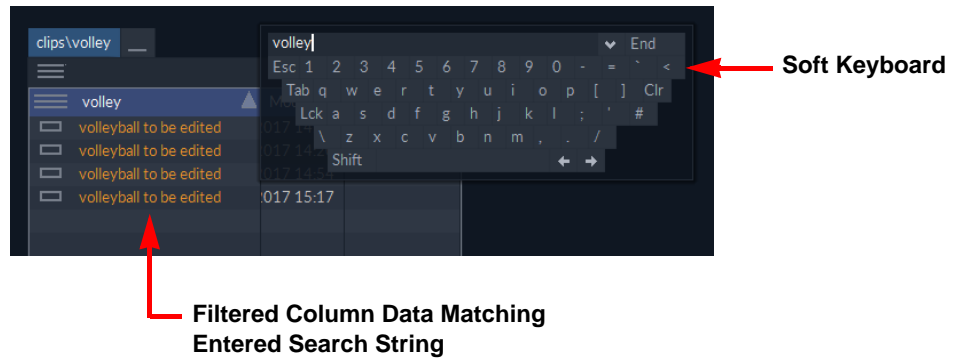 clips\volley __
volley
End
Esc 1 2 3 4 5 6 7 8 9 0 - = ` <
Tab q w e r t y u i o p [ ] Clr
Lck a s d f g h j k l ; ' #
\ z x c v b n m , . /
Shift
Soft Keyboard
volley
volleyball to be edited
volleyball to be edited
volleyball to be edited
volleyball to be edited 2017 15:17
Filtered Column Data Matching
Entered Search String